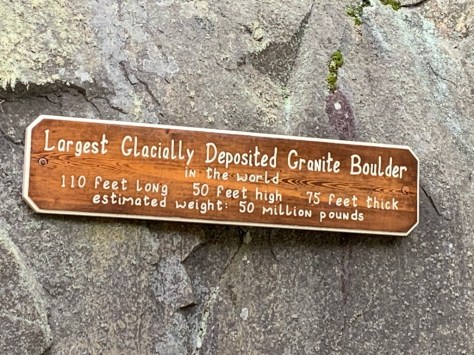 Largest Glacially Deposited Granite Boulder
in the world
110 feet long 50 feet high 75 feet thick
estimated weight: 50 Million pounds